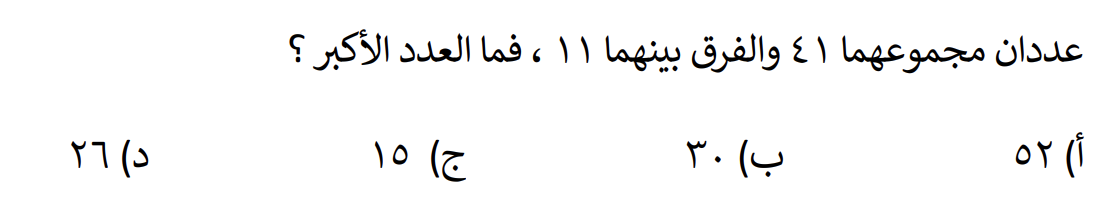 عددان مجموعهما ٤١ والفرق بينهما ١١ ، فما العدد الأكبر ؟
أ) ٥٢ ب) ٣٠ ج) ١٥ د) ٢٦